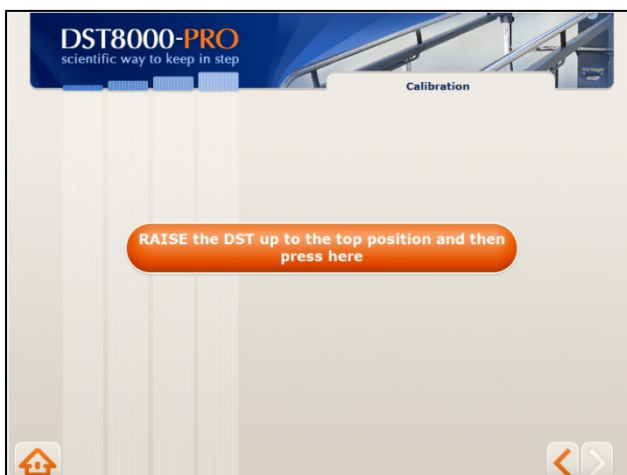 DST8000-PRO
scientific way to keep in step
Calibration
RAISE the DST up to the top position and then
press here